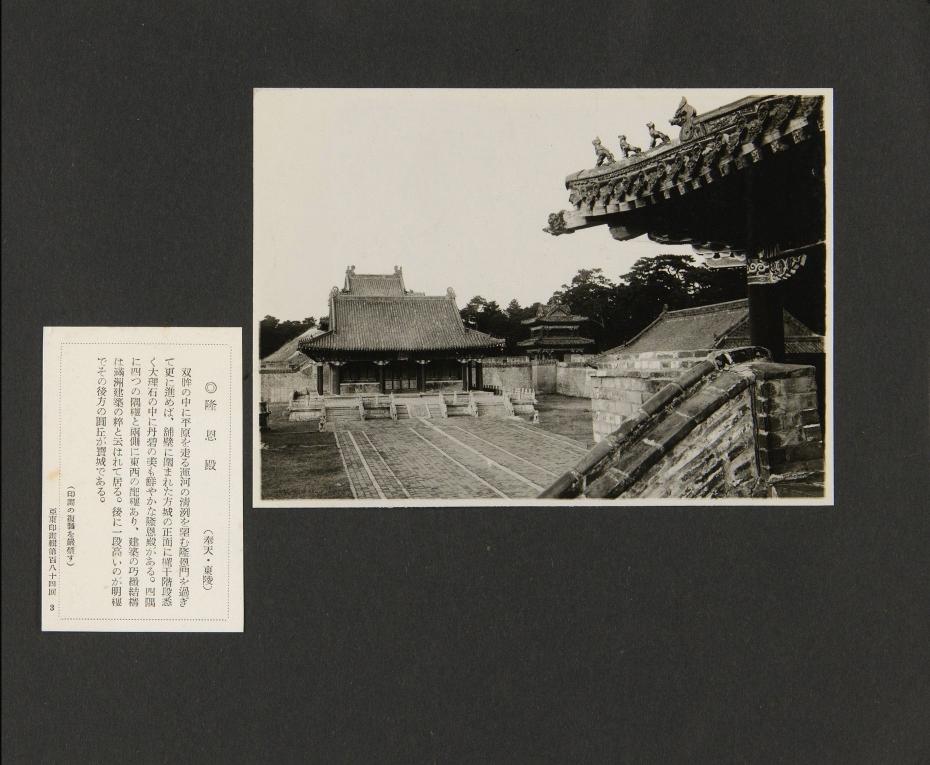 ◎隆恩殿　（奉天・東陵）
双眸の中に平原を走る渾河の清冽を望む隆恩門を過ぎ
て更に進めば、舗甓に囲まれた方城の正面に欄干階段悉
く大理石の中に丹碧の美も鮮やかな隆恩殿がある。四隅
に四つの隅樓と兩側に東西の配樓あり、建築の巧緻結構
は滿洲建築の粹と云はれて居る。後に一段高いのが明樓
でその後方の圓丘が寶城である。
（印畫の複製を嚴禁す）
亞東印畫輯第百八十四回　3